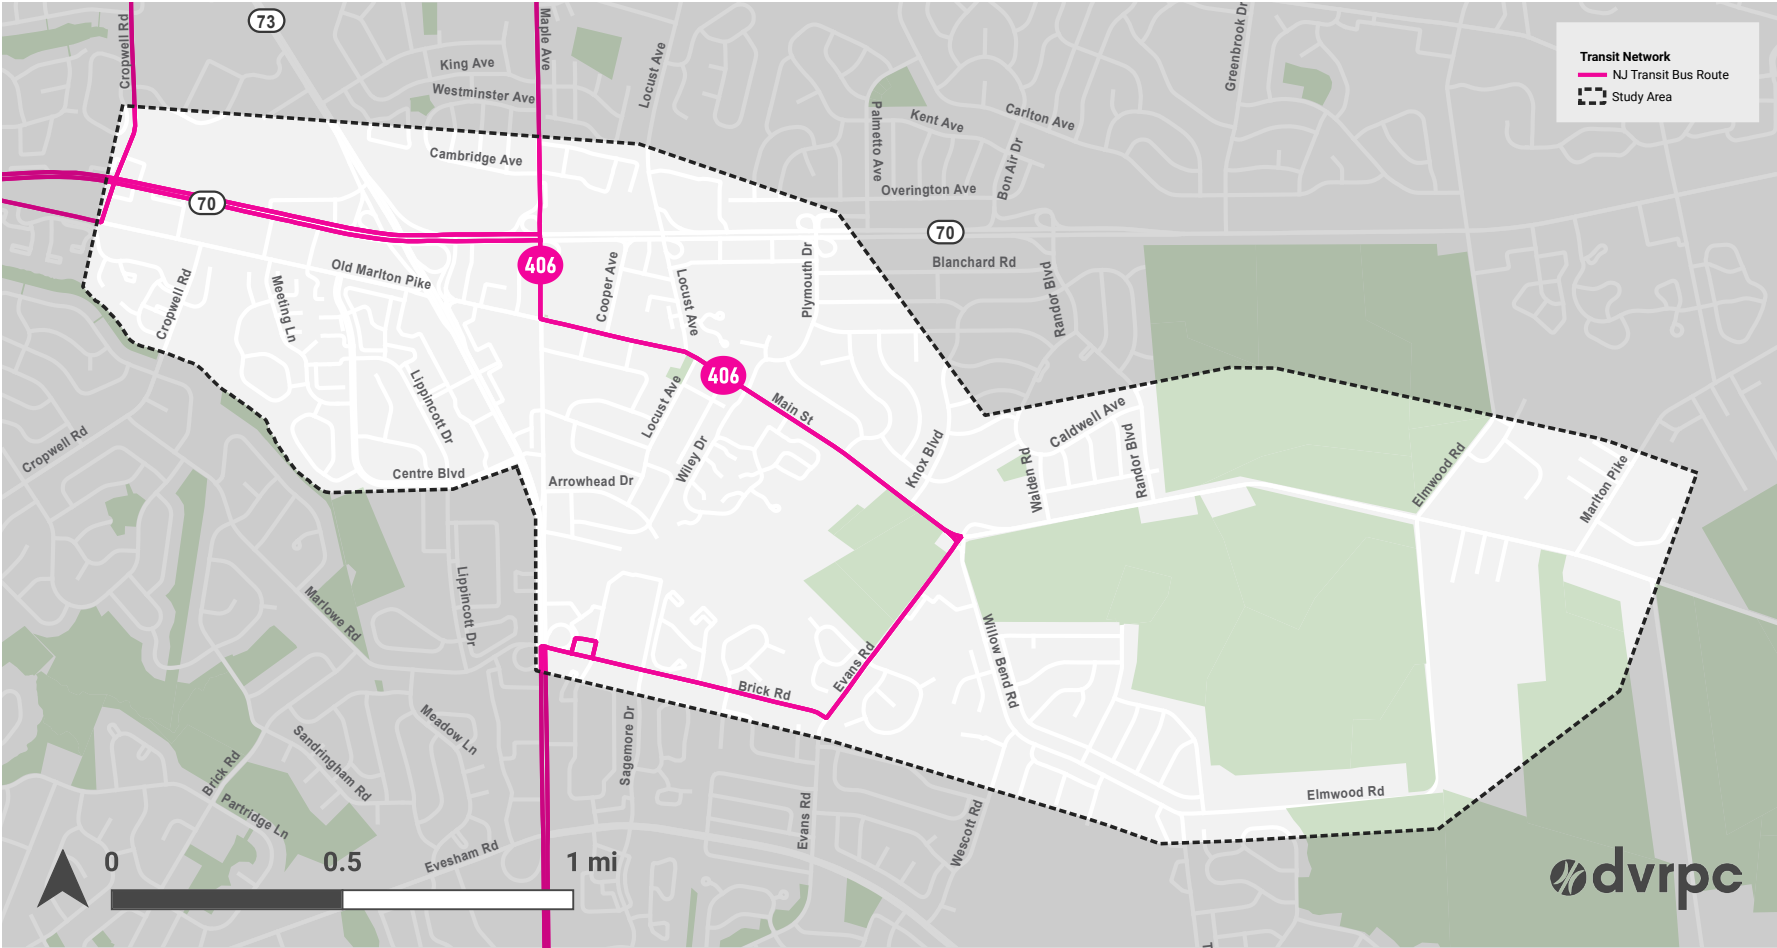 73
Cropwell Rd
Maple Ave
King Ave
Westminster Ave
Locust Ave
Greenbrook Dr
Transit Network
NJ Transit Bus Route
Study Area
Palmetto Ave
Kent Ave
Carlton Ave
Cambridge Ave
Bon Air Dr
Overington Ave
70
70
406
Blanchard Rd
Old Marlton Pike
Cropwell Rd
Meeting Ln
Cooper Ave
Locust Ave
Plymouth Dr
Randor Blvd
406
Lippincott Dr
Locust Ave
Main St
Caldwell Ave
Cropwell Rd
Centre Blvd
Arrowhead Dr
Wiley Dr
Knox Blvd
Walden Rd
Randor Blvd
Elmwood Rd
Marlton Pike
Marlowe Rd
Lippincott Dr
Evans Rd
Willow Bend Rd
Brick Rd
Meadow Ln
Sagemore Dr
Sandringham Rd
Brick Rd
Partridge Ln
Evans Rd
Wescott Rd
Elmwood Rd
Evesham Rd
0
0.5
1 mi
dvrpc